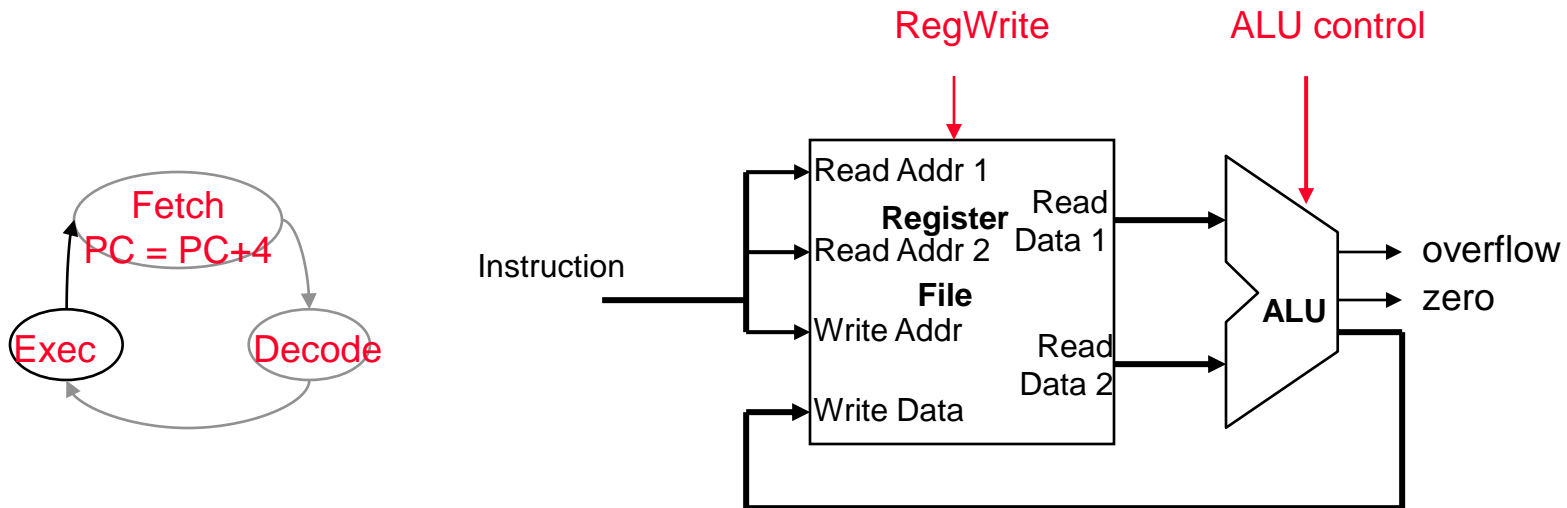 RegWrite
ALU control
Fetch
PC = PC+4
Exec
Decode
Instruction
Read Addr 1
Register
Read Addr 2
File
Write Addr
Write Data
Read
Data 1
Read
Data 2
ALU
overflow
zero